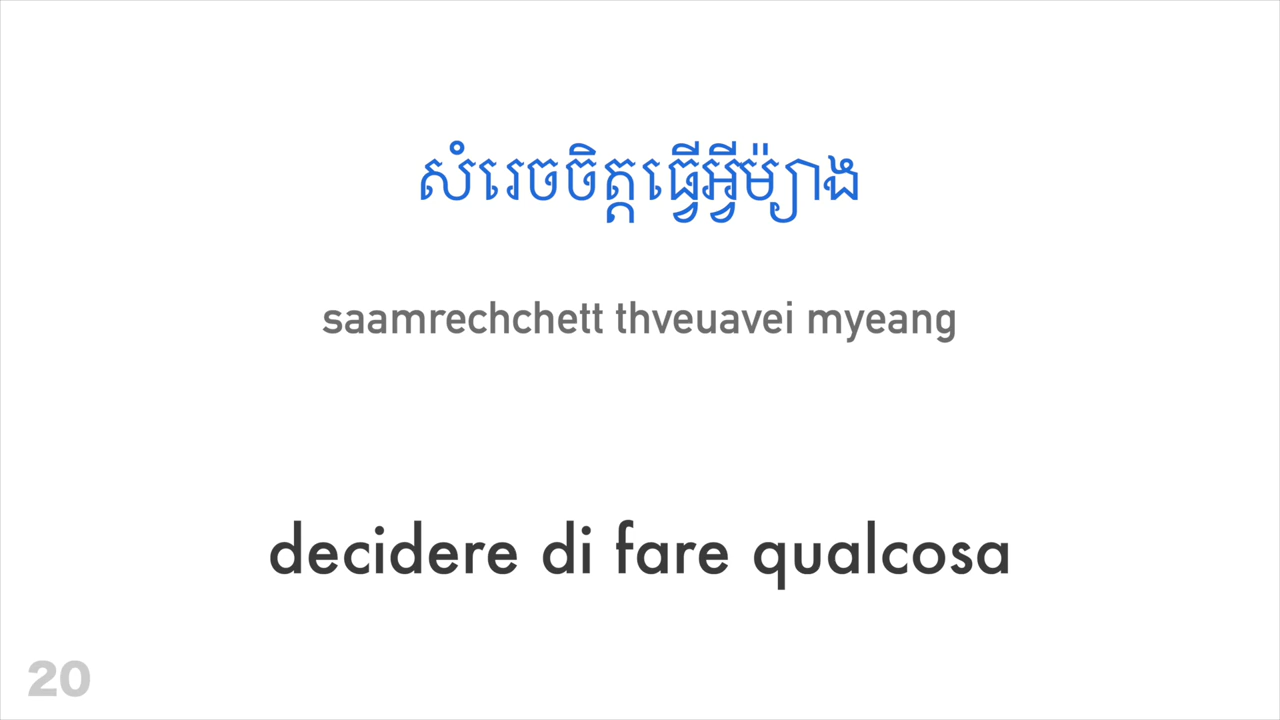 សំរេចចិត្តធ្វើអ្វីម៉្យាង
saamrechchett thveuavei myeang
decidere di fare qualcosa
20